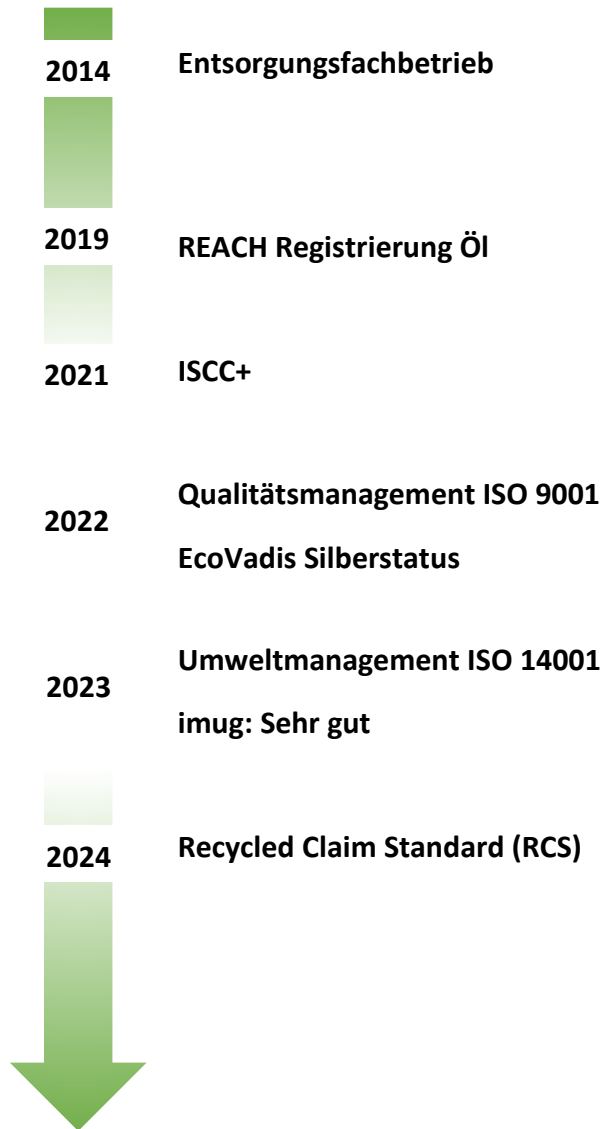 2014 Entsorgungsfachbetrieb
2019 REACH Registrierung Öl
2021 ISCC+
2022
Qualitätsmanagement ISO 9001
EcoVadis Silberstatus
2023
Umweltmanagement ISO 14001
imug: Sehr gut
2024 Recycled Claim Standard (RCS)